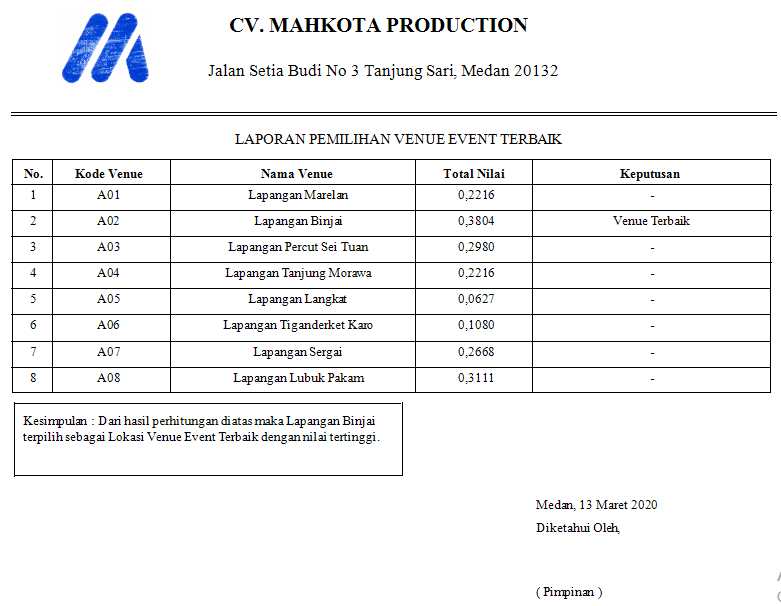 CV. MAHKOTA PRODUCTION
Jalan Setia Budi No 3 Tanjung Sari, Medan 20132
LAPORAN PEMILIHAN VENUE EVENT TERBAIK
No. Kode Venue Nama Venue Total Nilai Keputusan
1 A01 Lapangan Marelan 0,2216 -
2 A02 Lapangan Binjai 0,3804 Venue Terbaik
3 A03 Lapangan Percut Sei Tuan 0,2980 -
4 A04 Lapangan Tanjung Morawa 0,2216 -
5 A05 Lapangan Langkat 0,0627 -
6 A06 Lapangan Tiganderket Karo 0,1080 -
7 A07 Lapangan Sergai 0,2668 -
8 A08 Lapangan Lubuk Pakam 0,3111 -
Kesimpulan : Dari hasil perhitungan diatas maka Lapangan Binjai
terpilih sebagai Lokasi Venue Event Terbaik dengan nilai tertinggi.
Medan, 13 Maret 2020
Diketahui Oleh,
( Pimpinan )